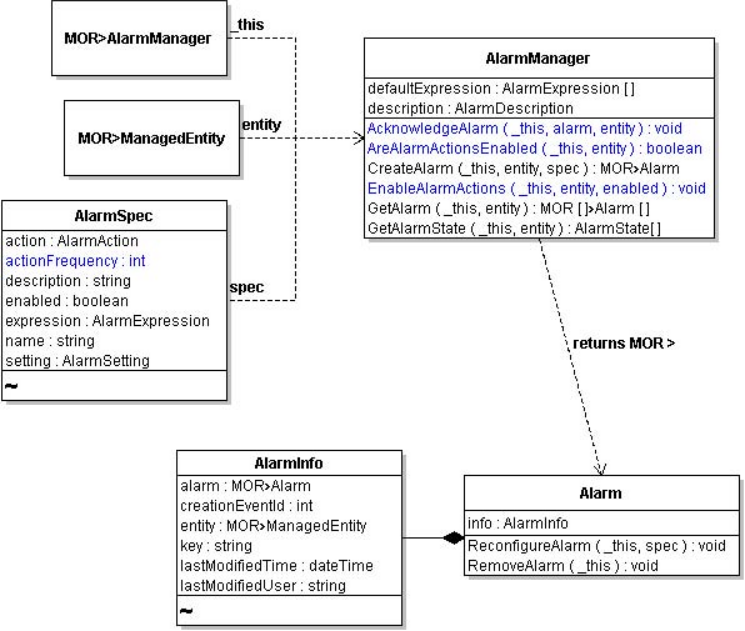 MOR>AlarmManager
_this
MOR>ManagedEntity
entity
AlarmManager
defaultExpression : AlarmExpression [ ]
description : AlarmDescription
AcknowledgeAlarm ( _this, alarm, entity ) : void
AreAlarmActionsEnabled ( _this, entity ) : boolean
CreateAlarm ( _this, entity, spec ) : MOR>Alarm
EnableAlarmActions ( _this, entity, enabled ) : void
GetAlarm ( _this, entity ) : MOR [ ]>Alarm [ ]
GetAlarmState ( _this, entity ) : AlarmState[ ]
AlarmSpec
action : AlarmAction
actionFrequency : int
description : string
enabled : boolean
expression : AlarmExpression
name : string
setting : AlarmSetting
~
spec
returns MOR >
AlarmInfo
alarm : MOR>Alarm
creationEventId : int
entity : MOR>ManagedEntity
key : string
lastModifiedTime : dateTime
lastModifiedUser : string
~
Alarm
info : AlarmInfo
ReconfigureAlarm ( _this, spec ) : void
RemoveAlarm ( _this ) : void